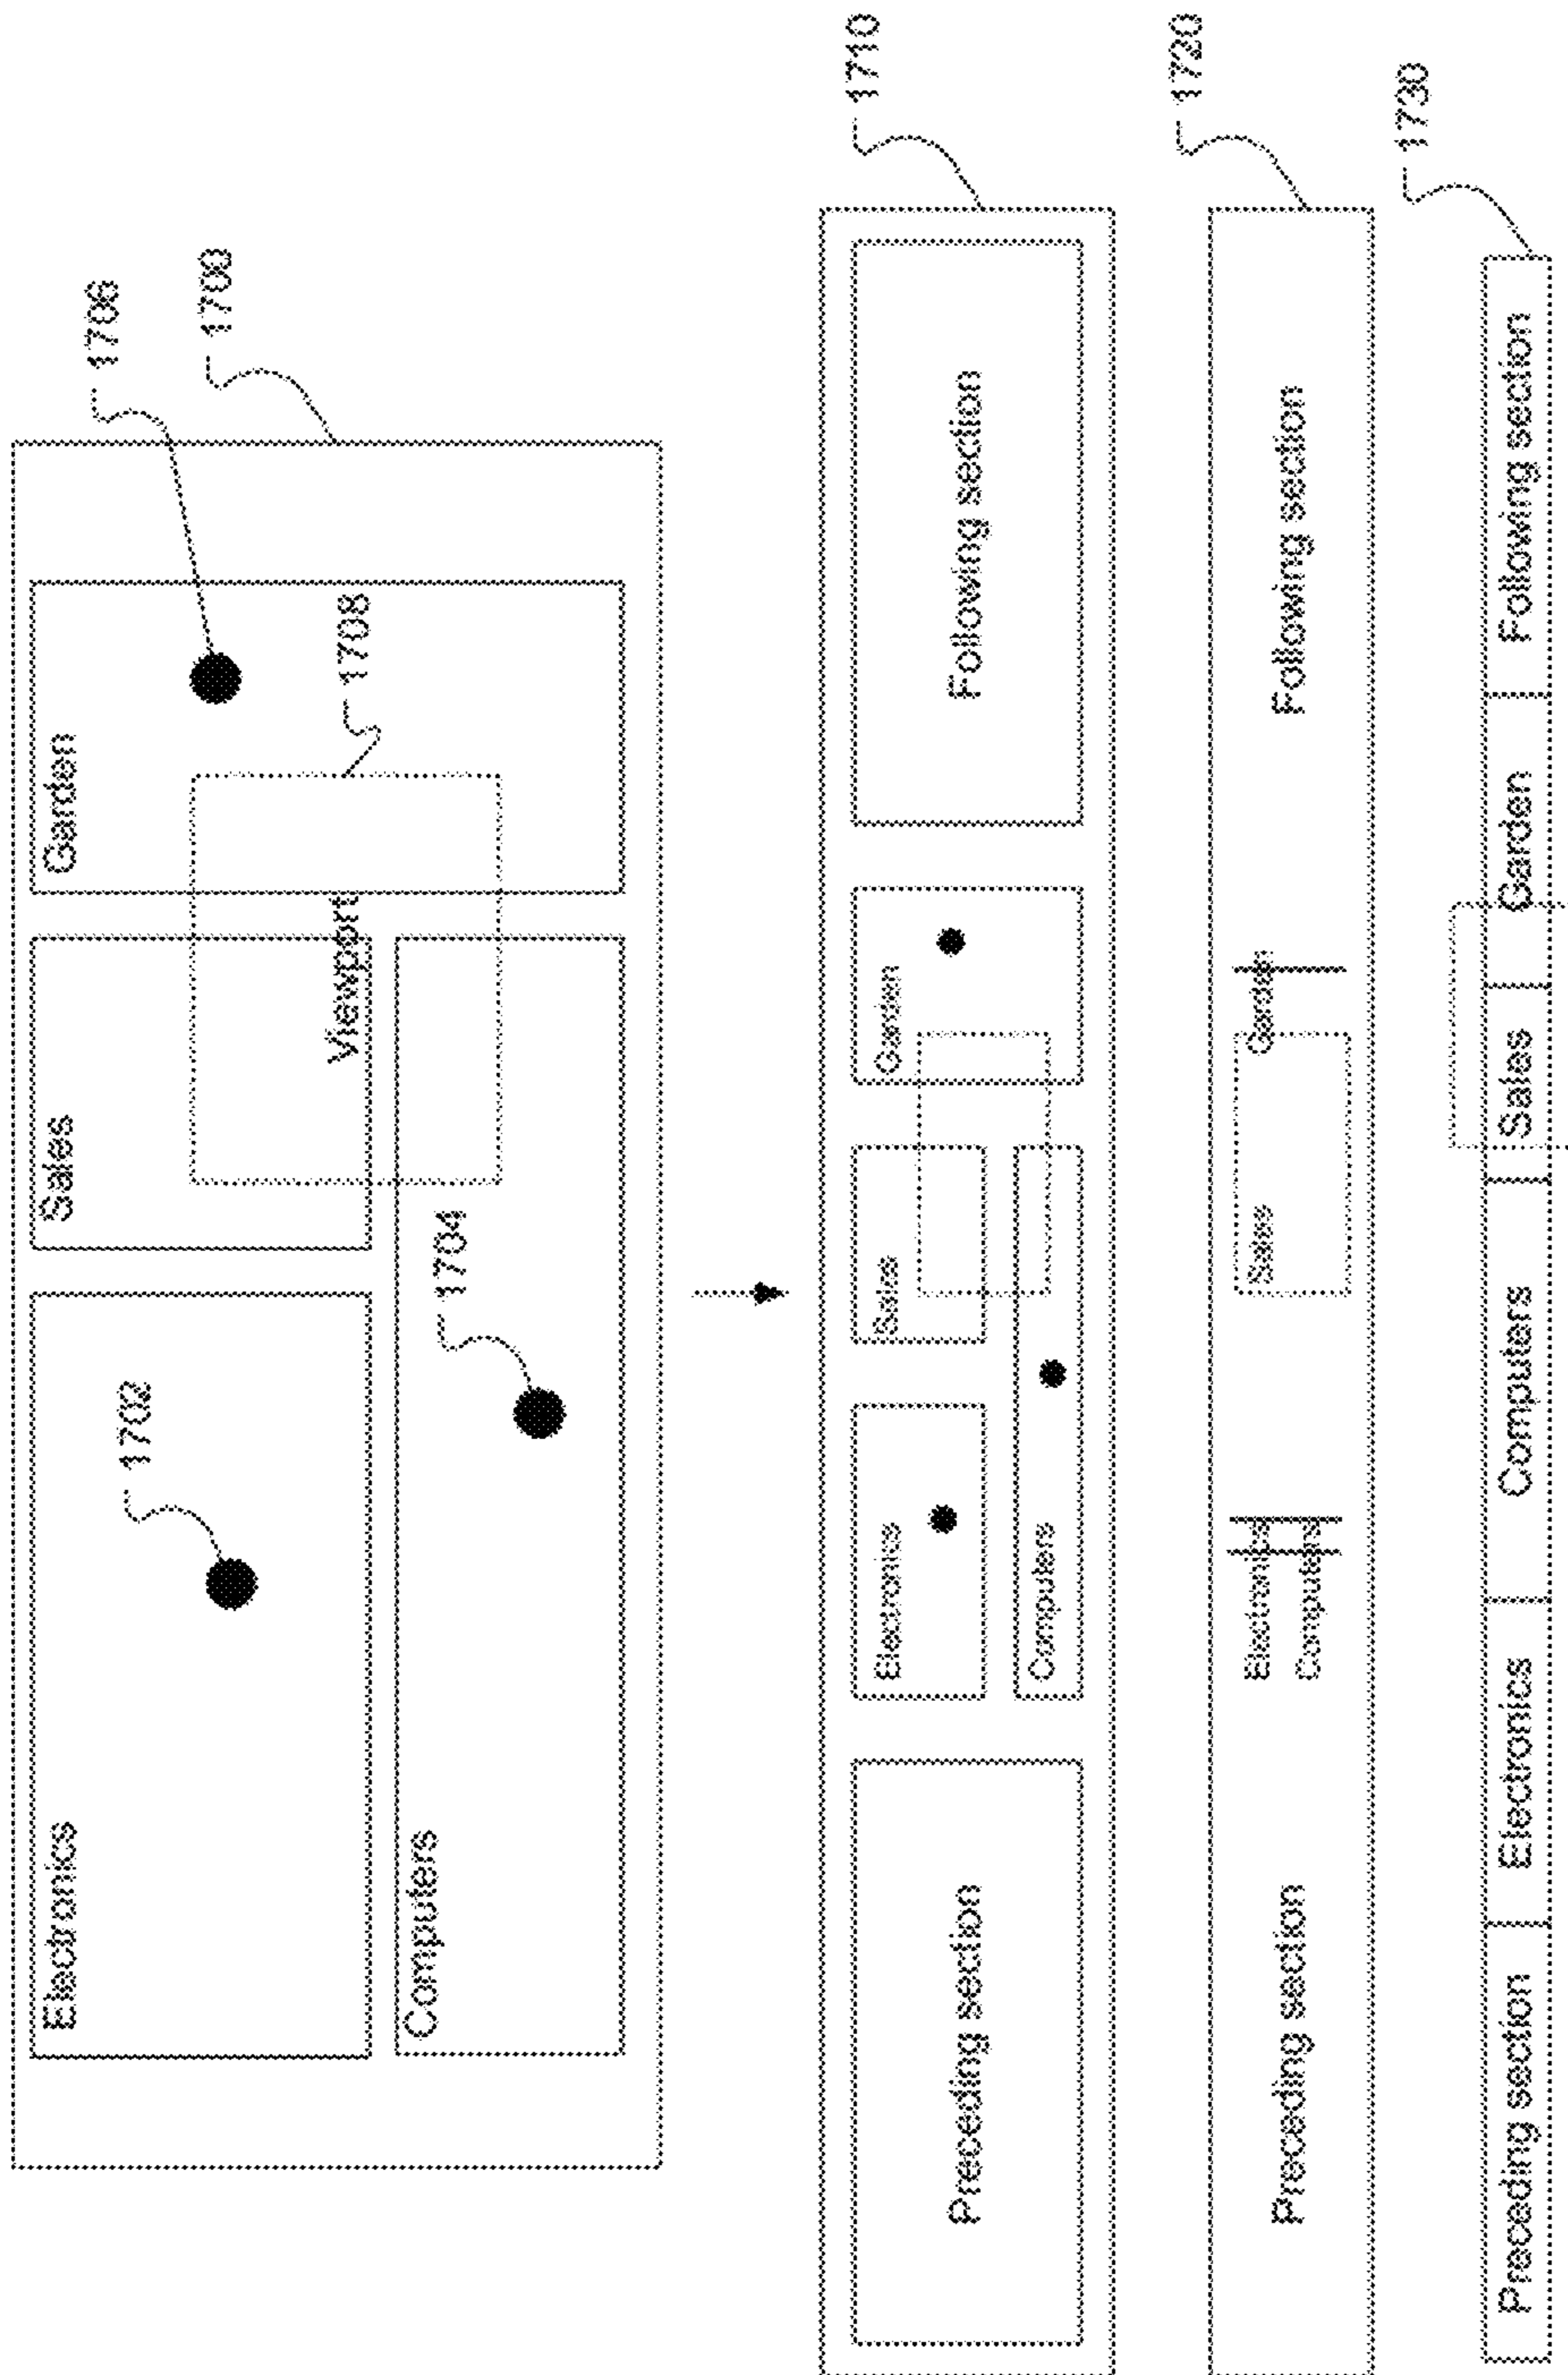 Electronics
Sales
Garden
1706
1702
1700
Viewport
1708
Computers
1704
1710
Electronics
Sales
Garden
Preceding section
Following section
Computers
1720
Electronics
Sales
Garden
Preceding section
Following section
Computers
1730
Preceding section
Electronics
Computers
Sales
Garden
Following section